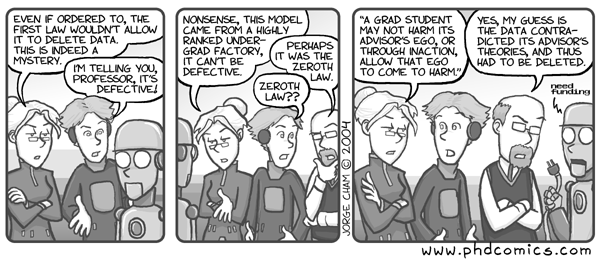 EVEN IF ORDERED TO, THE
FIRST LAW WOULDN'T ALLOW
IT TO DELETE DATA.
THIS IS INDEED A
MYSTERY.
I'M TELLING YOU,
PROFESSOR, IT'S
DEFECTIVE!
NONSENSE, THIS MODEL
CAME FROM A HIGHLY
RANKED UNDER-
GRAD FACTORY,
IT CAN'T BE
DEFECTIVE.
PERHAPS
IT WAS THE
ZEROTH
LAW.
ZEROTH
LAW??
JORGE CHAM © 2004
"A GRAD STUDENT
MAY NOT HARM ITS
ADVISOR'S EGO, OR
THROUGH INACTION,
ALLOW THAT EGO
TO COME TO HARM."
YES, MY GUESS IS
THE DATA CONTRA-
DICTED ITS ADVISOR'S
THEORIES, AND THUS
HAD TO BE DELETED.
need
funding
www.phdcomics.com